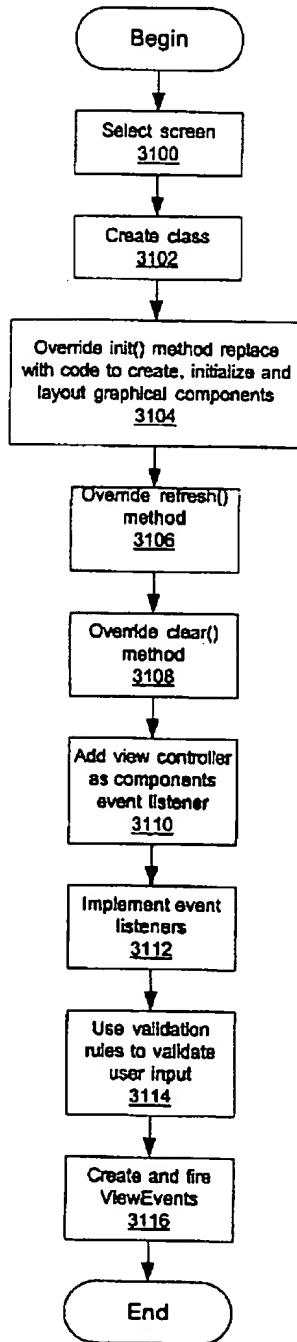 Begin
Select screen
3100
Create class
3102
Override init() method replace
with code to create, initialize and
layout graphical components
3104
Override refresh()
method
3106
Override clear()
method
3108
Add view controller
as components
event listener
3110
Implement event
listeners
3112
Use validation
rules to validate
user input
3114
Create and fire
ViewEvents
3116
End